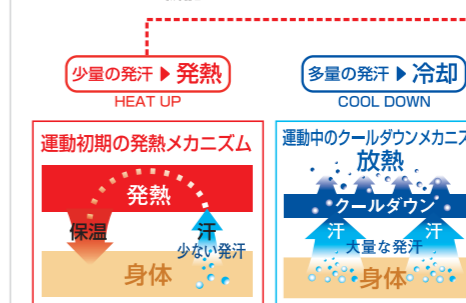 少量の発汗▶発熱
HEAT UP
多量の発汗▶冷却
COOL DOWN
運動初期の発熱メカニズム
発熱
保温
汗
少ない発汗
身体
運動中のクールダウンメカニズ
放熱
クールダウン
汗 汗
大量な発汗
身体